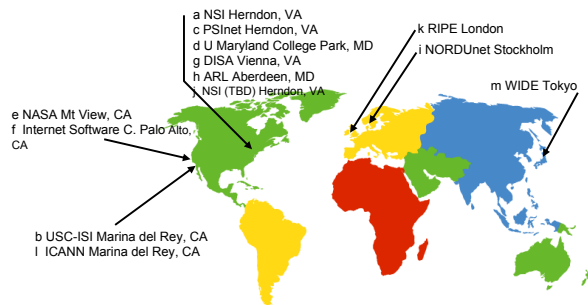 a NSI Herndon, VA
c PSInet Herndon, VA
d U Maryland College Park, MD
g DISA Vienna, VA
h ARL Aberdeen, MD
j NSI (TBD) Herndon, VA
k RIPE London
i NORDUnet Stockholm
m WIDE Tokyo
e NASA Mt View, CA
f Internet Software C. Palo Alto,
CA
b USC-ISI Marina del Rey, CA
l ICANN Marina del Rey, CA